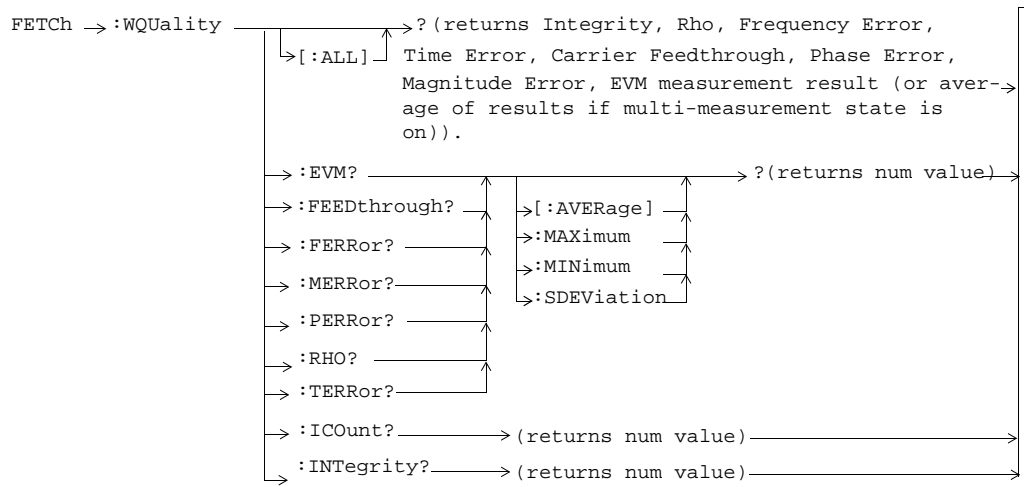 FETCh :WQUality ?(returns Integrity, Rho, Frequency Error,
[:ALL] Time Error, Carrier Feedthrough, Phase Error,
Magnitude Error, EVM measurement result (or aver-
age of results if multi-measurement state is
on)).
:EVM? ?(returns num value)
:FEEDthrough? [:AVERage]
:FERRor? :MAXimum
:MERRor? :MINimum
:SDEViation
:PERRor?
:RHO?
:TERRor?
:ICOunt? (returns num value)
:INTegrity? (returns num value)